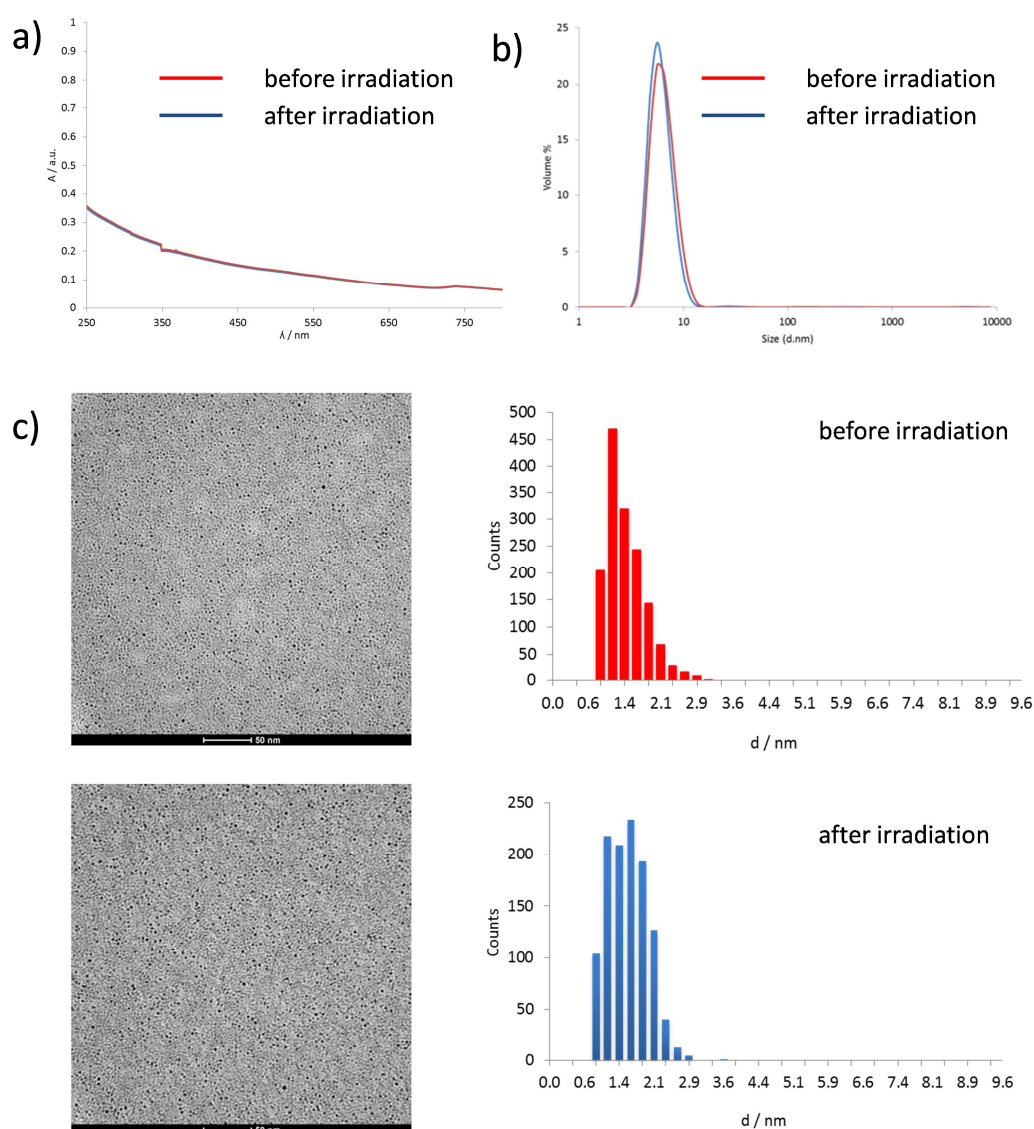 a)
1
0.9
0.8
0.7
0.6
0.5
0.4
0.3
0.2
0.1
0
A / a.u.
before irradiation
after irradiation
250 350 450 550 650 750
λ / nm
b)
25
20
15
10
5
0
Volume %
before irradiation
after irradiation
1 10 100 1000 10000
Size (d.nm)
c)
50 nm
before irradiation
500
450
400
350
300
250
200
150
100
50
0
Counts
0.0 0.6 1.4 2.1 2.9 3.6 4.4 5.1 5.9 6.6 7.4 8.1 8.9 9.6
d / nm
after irradiation
250
200
150
100
50
0
Counts
0.0 0.6 1.4 2.1 2.9 3.6 4.4 5.1 5.9 6.6 7.4 8.1 8.9 9.6
d / nm